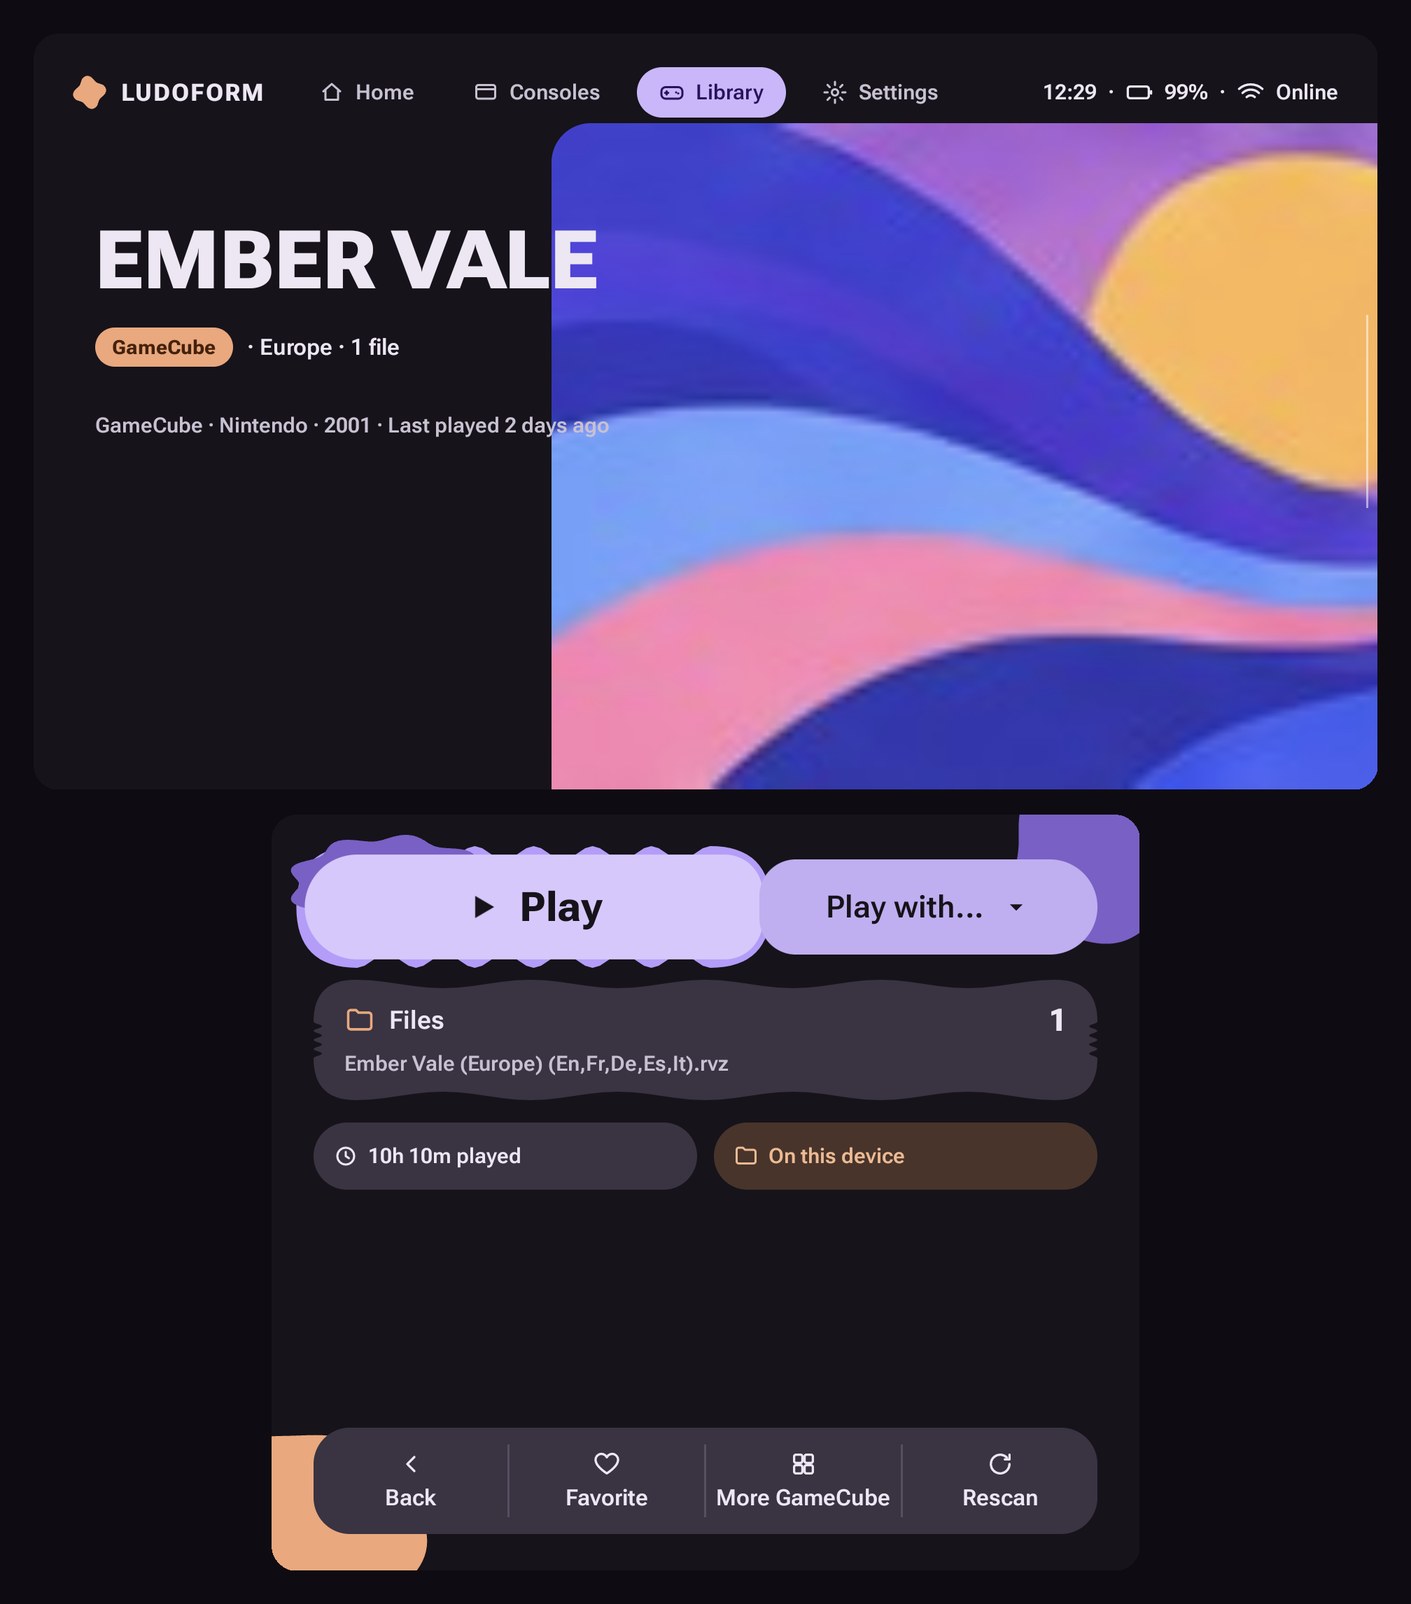 LUDOFORM Home Consoles Library Settings 12:29 · 99% · Online
EMBER VALE
GameCube · Europe · 1 file
GameCube · Nintendo · 2001 · Last played 2 days ago
Play Play with...
Files 1
Ember Vale (Europe) (En,Fr,De,Es,It).rvz
10h 10m played On this device
Back Favorite More GameCube Rescan